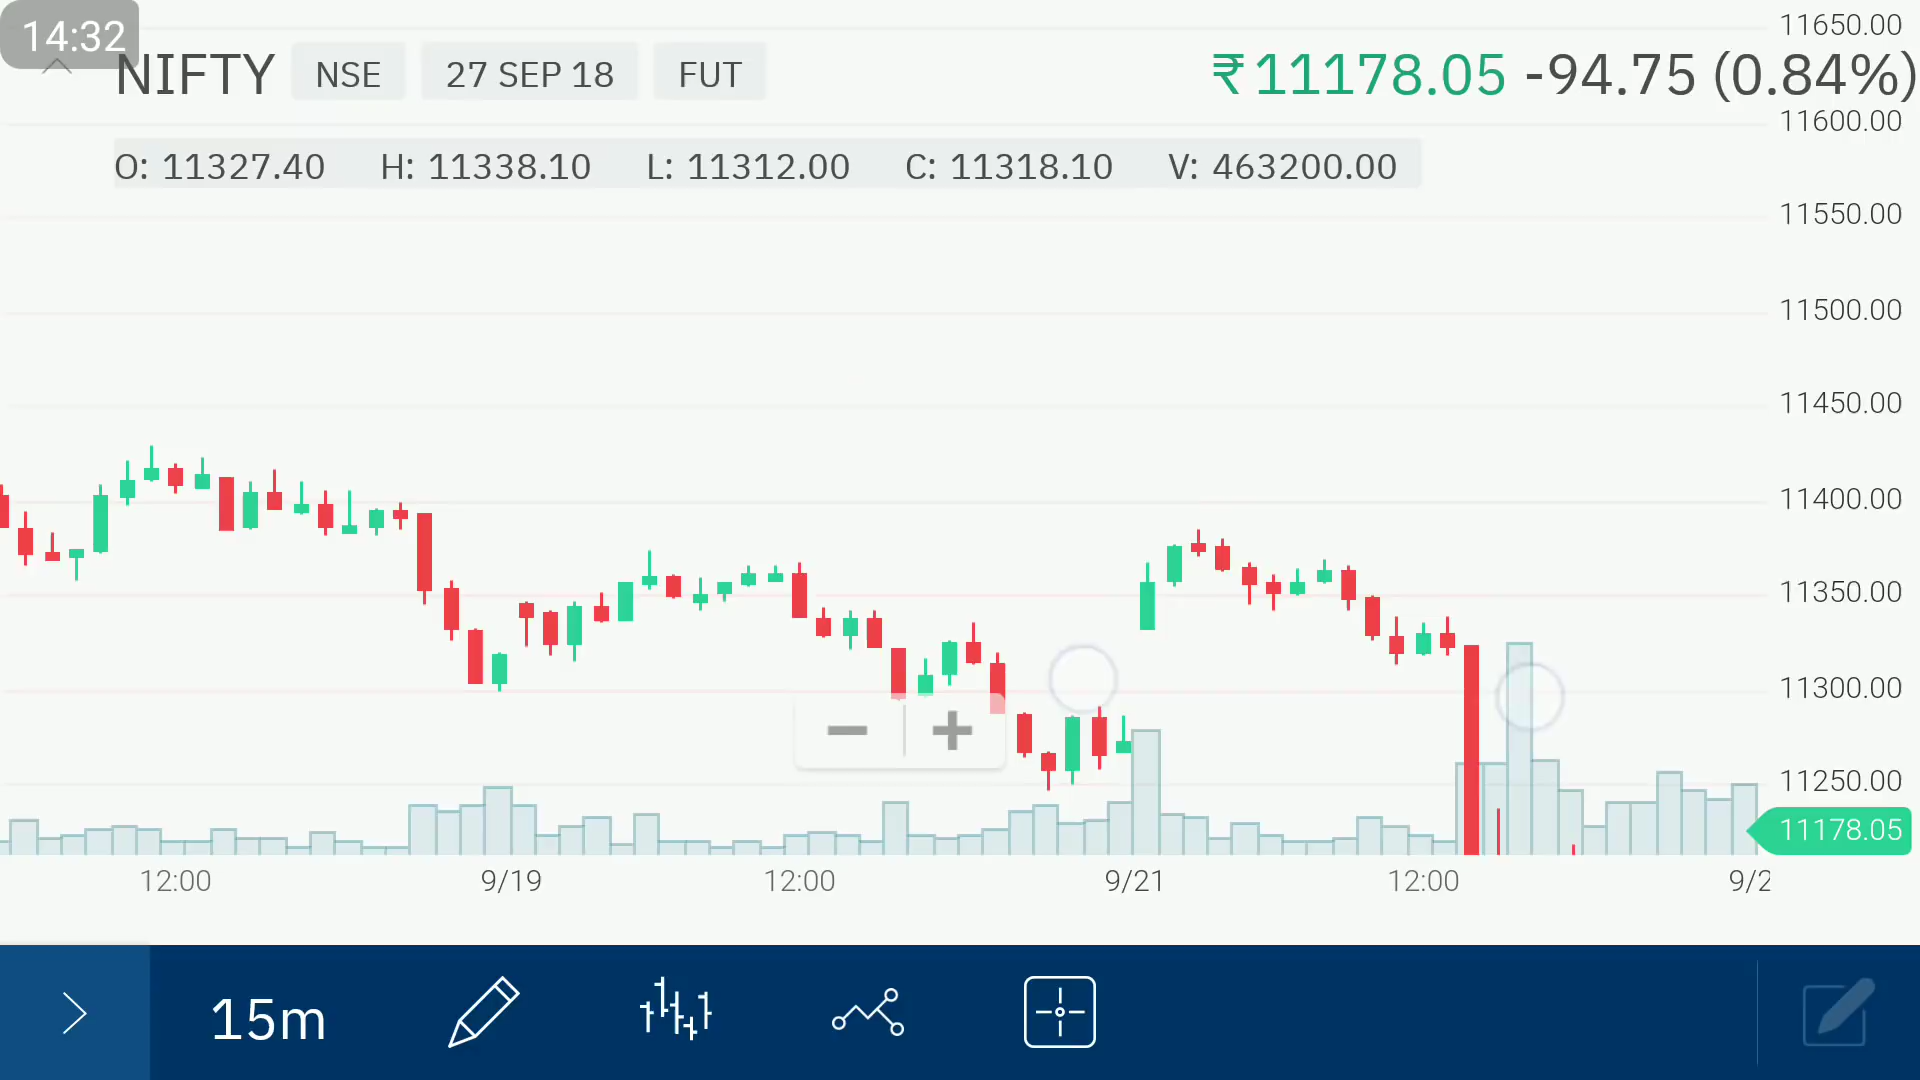 14:32
NIFTY NSE 27 SEP 18 FUT ₹11178.05 -94.75 (0.84%)
O: 11327.40 H: 11338.10 L: 11312.00 C: 11318.10 V: 463200.00
11650.00
11600.00
11550.00
11500.00
11450.00
11400.00
11350.00
11300.00
11250.00
11178.05
12:00 9/19 12:00 9/21 12:00 9/2
15m